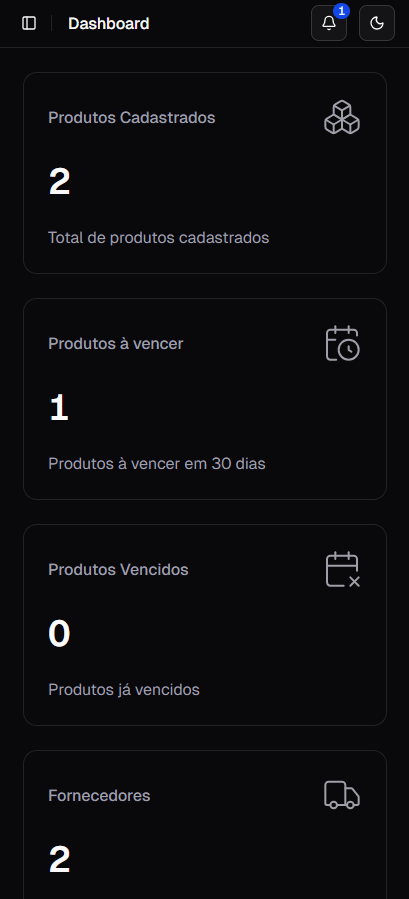 Dashboard
1
Produtos Cadastrados
2
Total de produtos cadastrados
Produtos à vencer
1
Produtos à vencer em 30 dias
Produtos Vencidos
0
Produtos já vencidos
Fornecedores
2